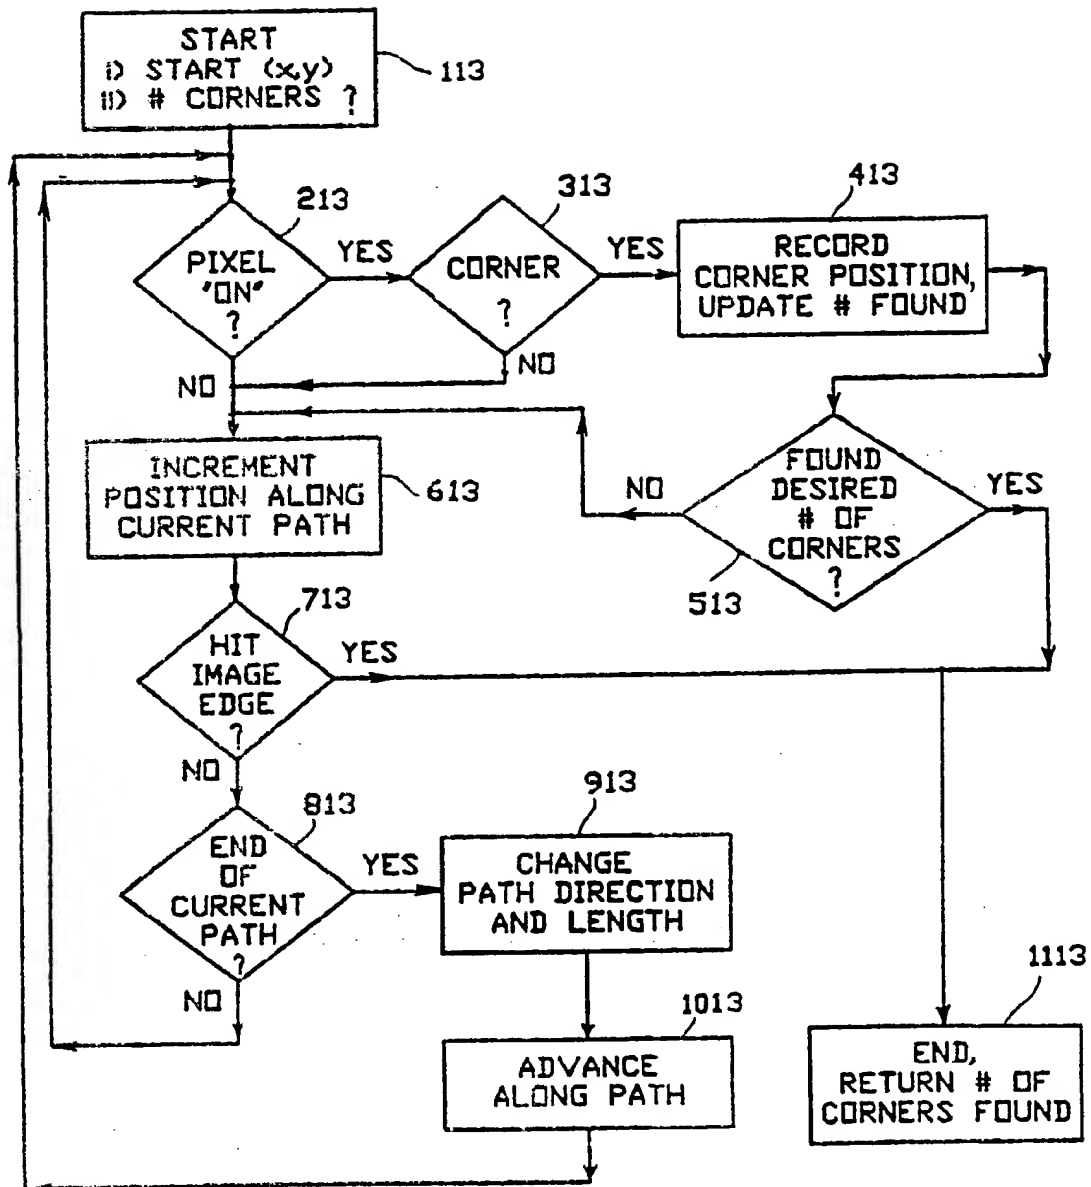 START
i) START (x,y)
ii) # CORNERS ?
113
213
PIXEL
"ON"
?
YES
NO
313
CORNER
?
YES
NO
413
RECORD
CORNER POSITION,
UPDATE # FOUND
FOUND
DESIRED
# OF
CORNERS
?
NO
YES
513
INCREMENT
POSITION ALONG
CURRENT PATH
613
713
HIT
IMAGE
EDGE
?
YES
NO
813
END
OF
CURRENT
PATH
?
YES
NO
913
CHANGE
PATH DIRECTION
AND LENGTH
1013
ADVANCE
ALONG PATH
1113
END,
RETURN # OF
CORNERS FOUND